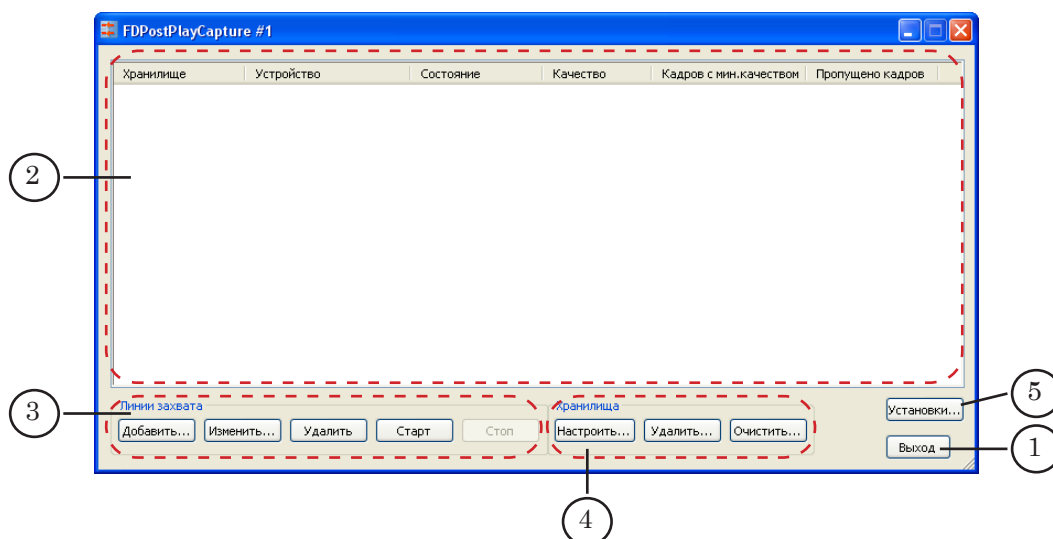 FDPostPlayCapture #1
Хранилище Устройство Состояние Качество Кадров с мин.качеством Пропущено кадров
2
3
Линии захвата Хранилища
5
Установки...
Добавить... Изменить... Удалить Старт Стоп Настроить... Удалить... Очистить...
Выход
1
4